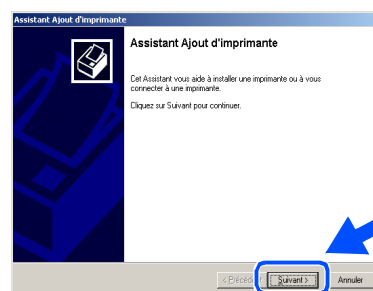 Assistant Ajout d'imprimante
Assistant Ajout d'imprimante
Cet Assistant vous aide à installer une imprimante ou à vous
connecter à une imprimante.
Cliquez sur Suivant pour continuer.
< Précédent Suivant > Annuler